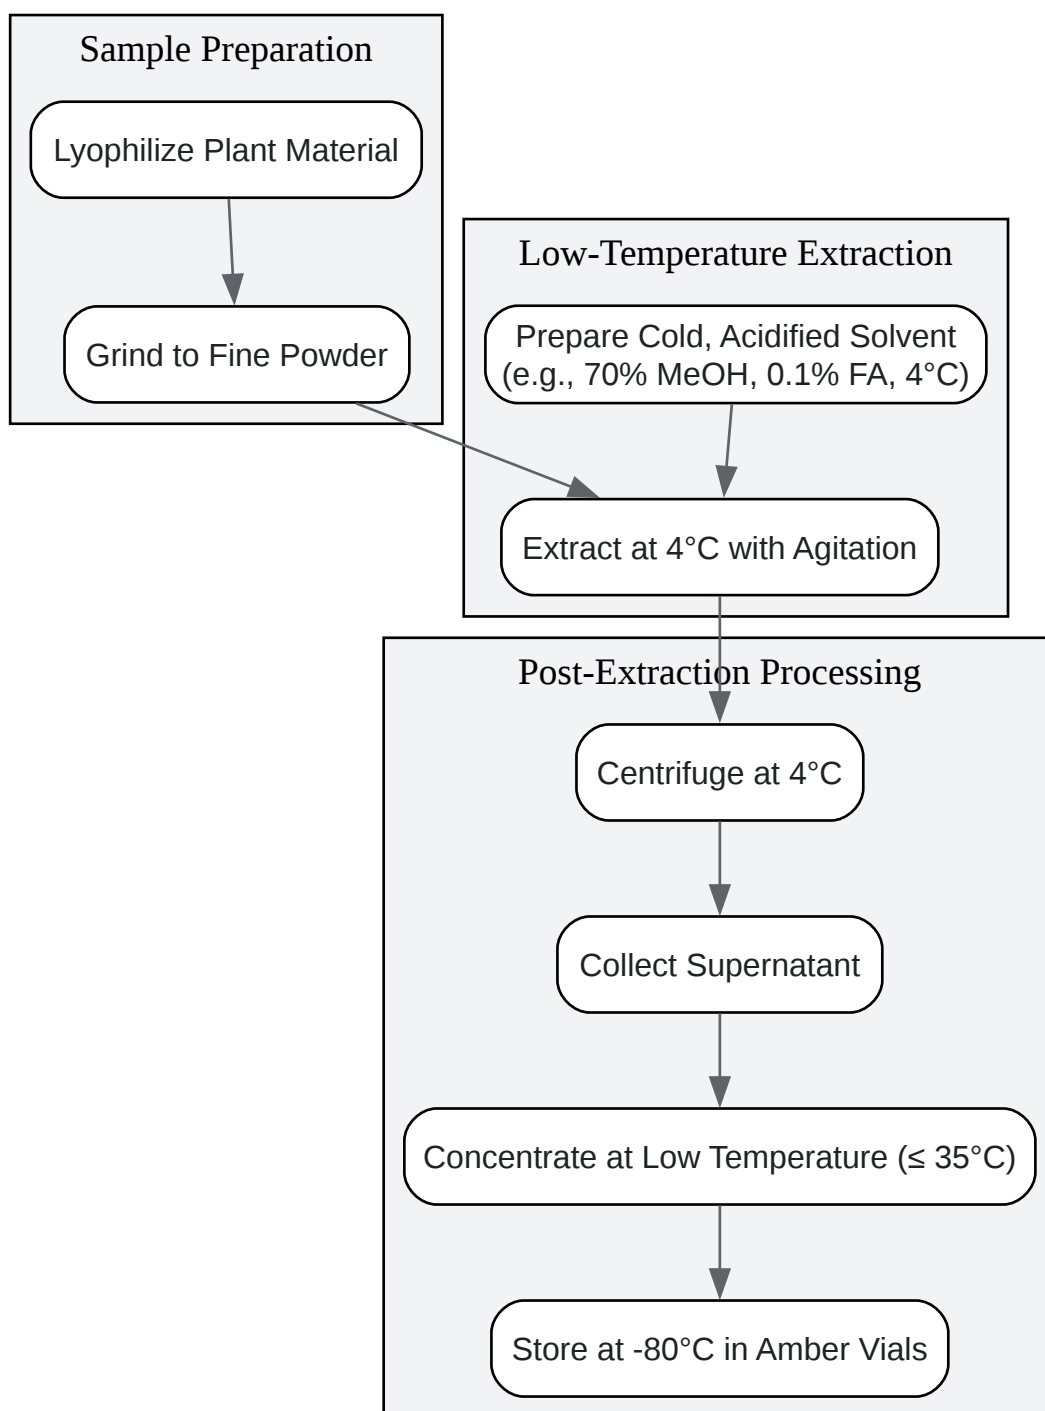 Sample Preparation
Lyophilize Plant Material
Grind to Fine Powder
Low-Temperature Extraction
Prepare Cold, Acidified Solvent
(e.g., 70% MeOH, 0.1% FA, 4°C)
Extract at 4°C with Agitation
Post-Extraction Processing
Centrifuge at 4°C
Collect Supernatant
Concentrate at Low Temperature (≤ 35°C)
Store at -80°C in Amber Vials